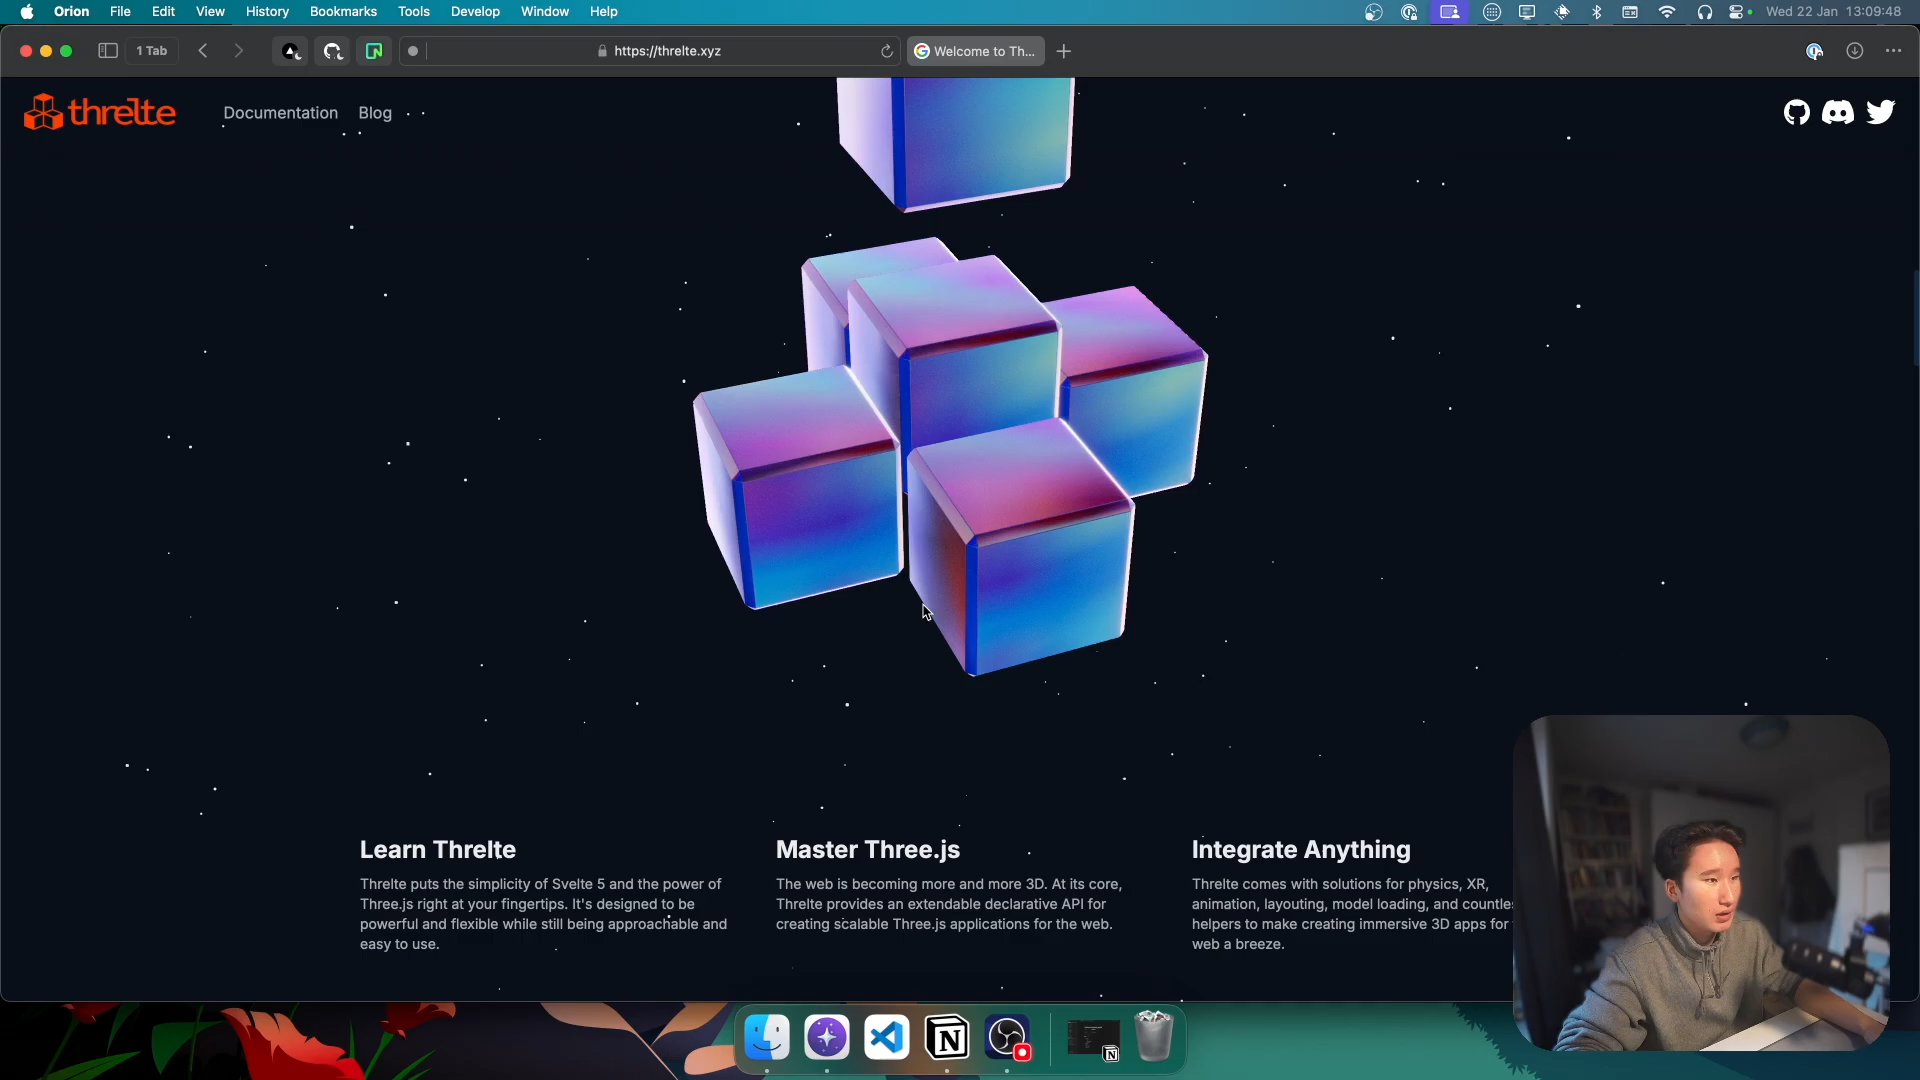 Orion File Edit View History Bookmarks Tools Develop Window Help Wed 22 Jan 13:09:48
1 Tab https://threlte.xyz Welcome to Th...
threlte Documentation Blog
Learn Threlte
Threlte puts the simplicity of Svelte 5 and the power of
Three.js right at your fingertips. It's designed to be
powerful and flexible while still being approachable and
easy to use.
Master Three.js
The web is becoming more and more 3D. At its core,
Threlte provides an extendable declarative API for
creating scalable Three.js applications for the web.
Integrate Anything
Threlte comes with solutions for physics, XR,
animation, layouting, model loading, and countle
helpers to make creating immersive 3D apps for
web a breeze.